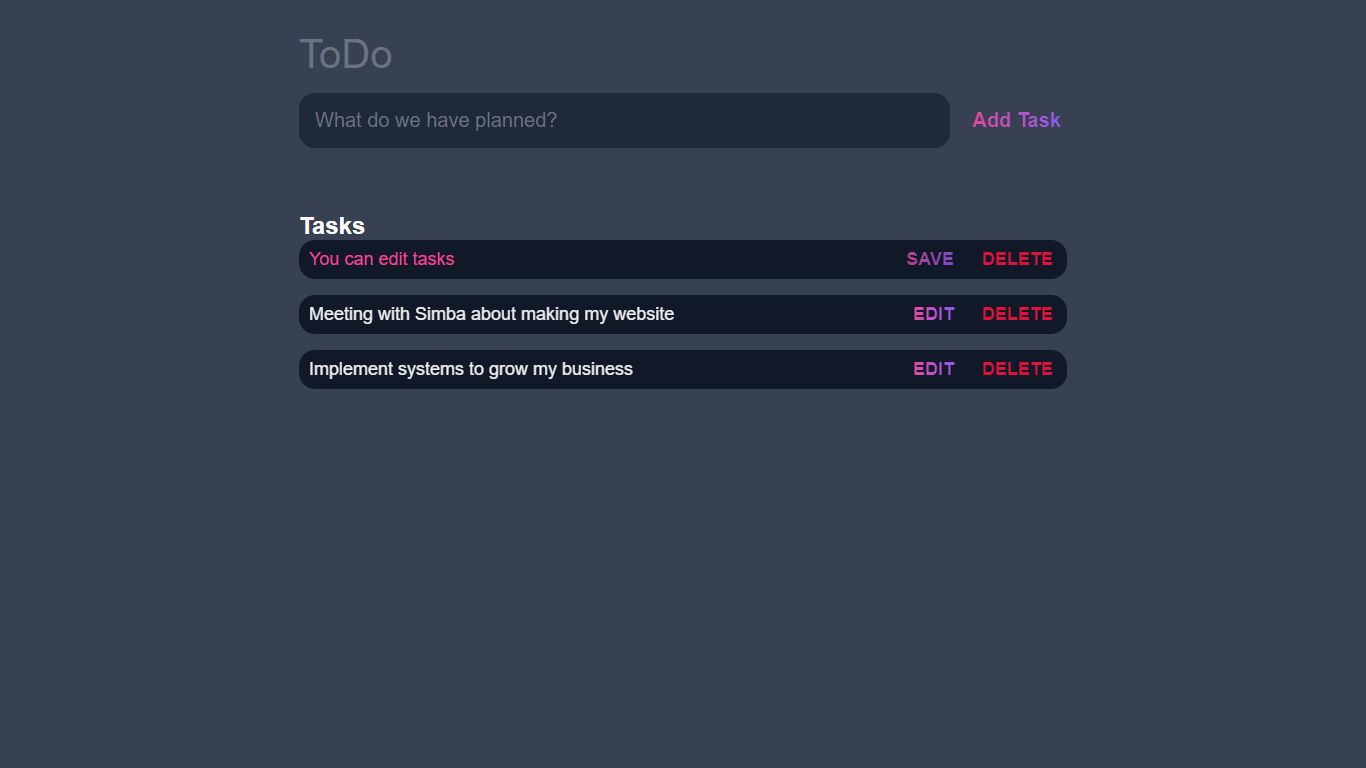 ToDo
What do we have planned? Add Task
Tasks
You can edit tasks SAVE DELETE
Meeting with Simba about making my website EDIT DELETE
Implement systems to grow my business EDIT DELETE